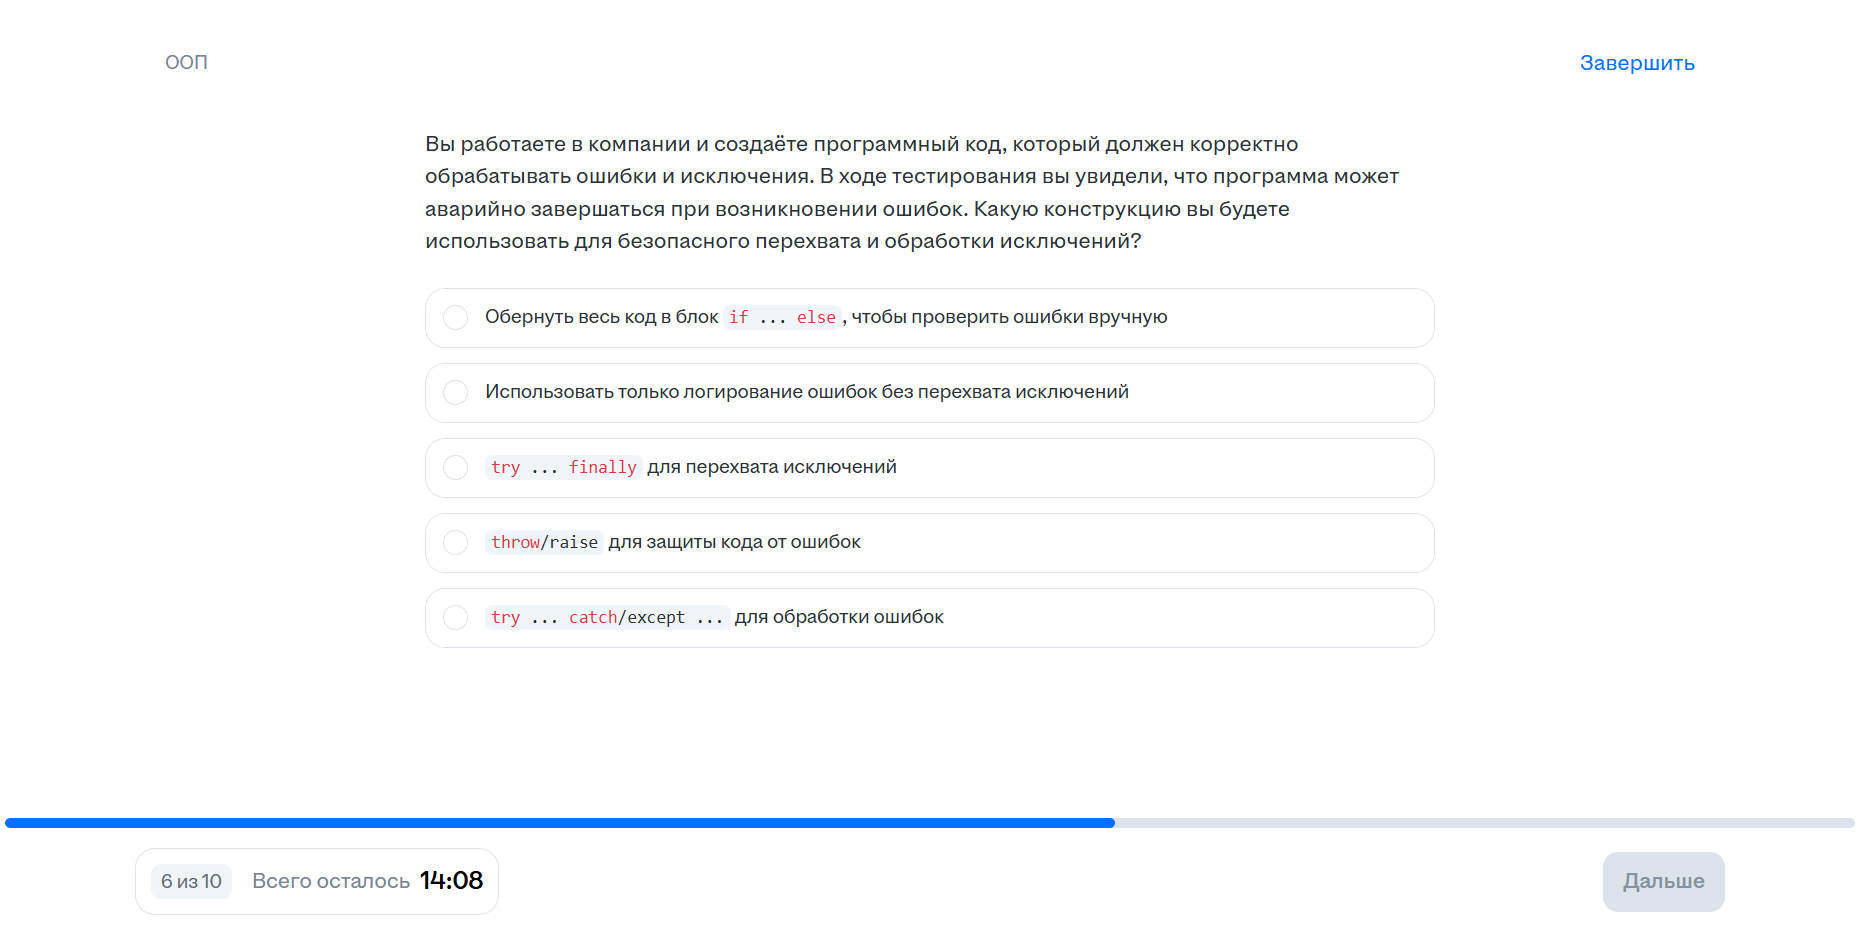 ООП
Завершить
Вы работаете в компании и создаёте программный код, который должен корректно
обрабатывать ошибки и исключения. В ходе тестирования вы увидели, что программа может
аварийно завершаться при возникновении ошибок. Какую конструкцию вы будете
использовать для безопасного перехвата и обработки исключений?
Обернуть весь код в блок if ... else, чтобы проверить ошибки вручную
Использовать только логирование ошибок без перехвата исключений
try ... finally для перехвата исключений
throw/raise для защиты кода от ошибок
try ... catch/except ... для обработки ошибок
6 из 10 Всего осталось 14:08
Дальше